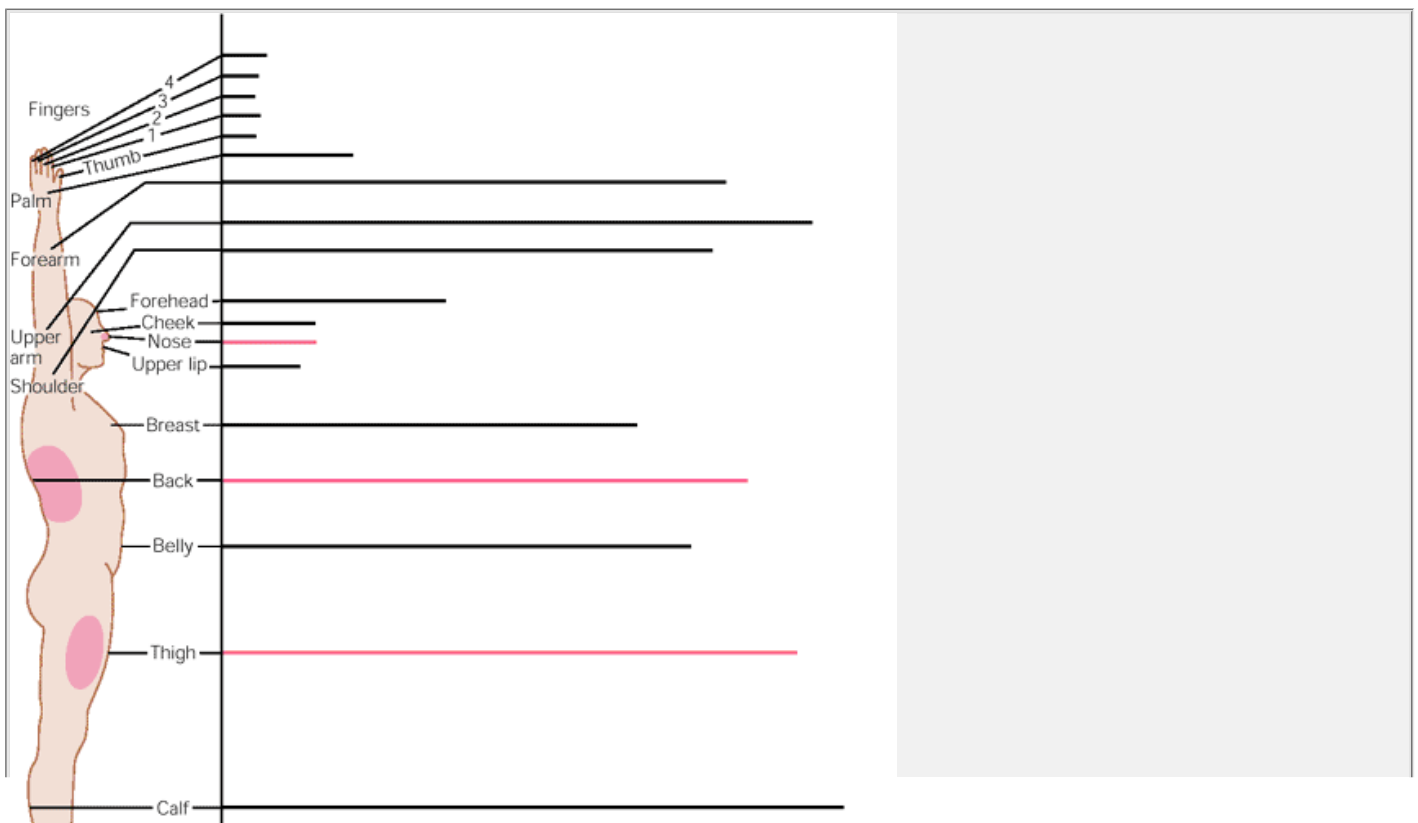 4
3
Fingers
2
1
Thumb
Palm
Forearm
Forehead
Cheek
Upper
arm
Nose
Upper lip
Shoulder
Breast
Back
Belly
Thigh
Calf